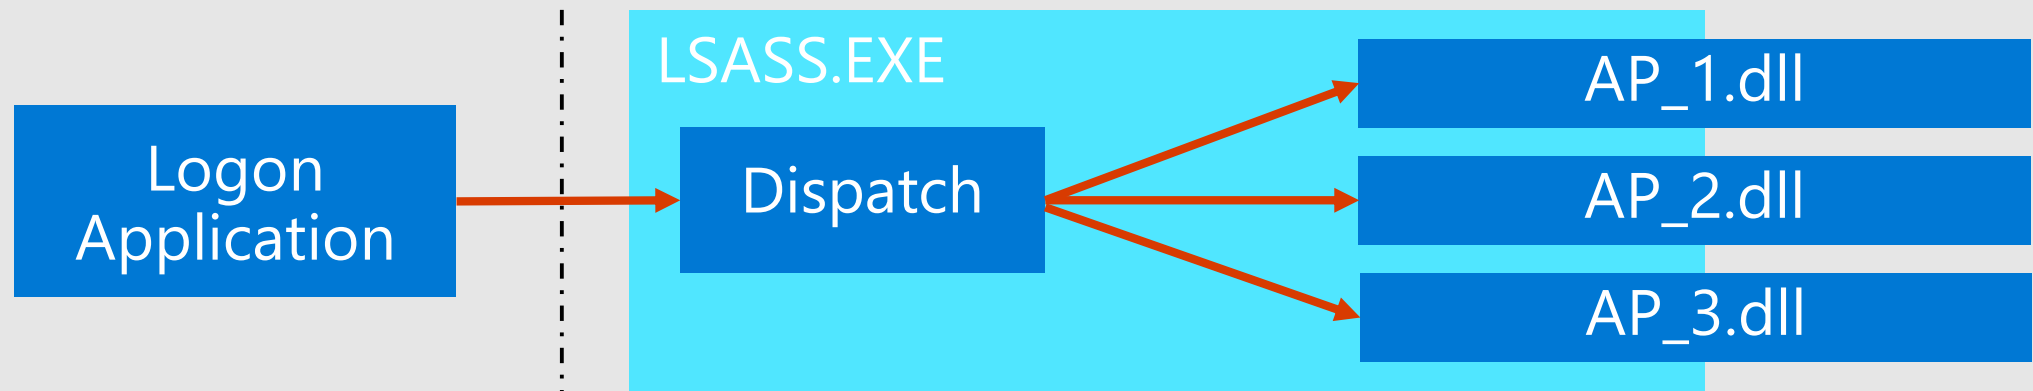 LSASS.EXE
Logon
Application
Dispatch
AP_1.dll
AP_2.dll
AP_3.dll